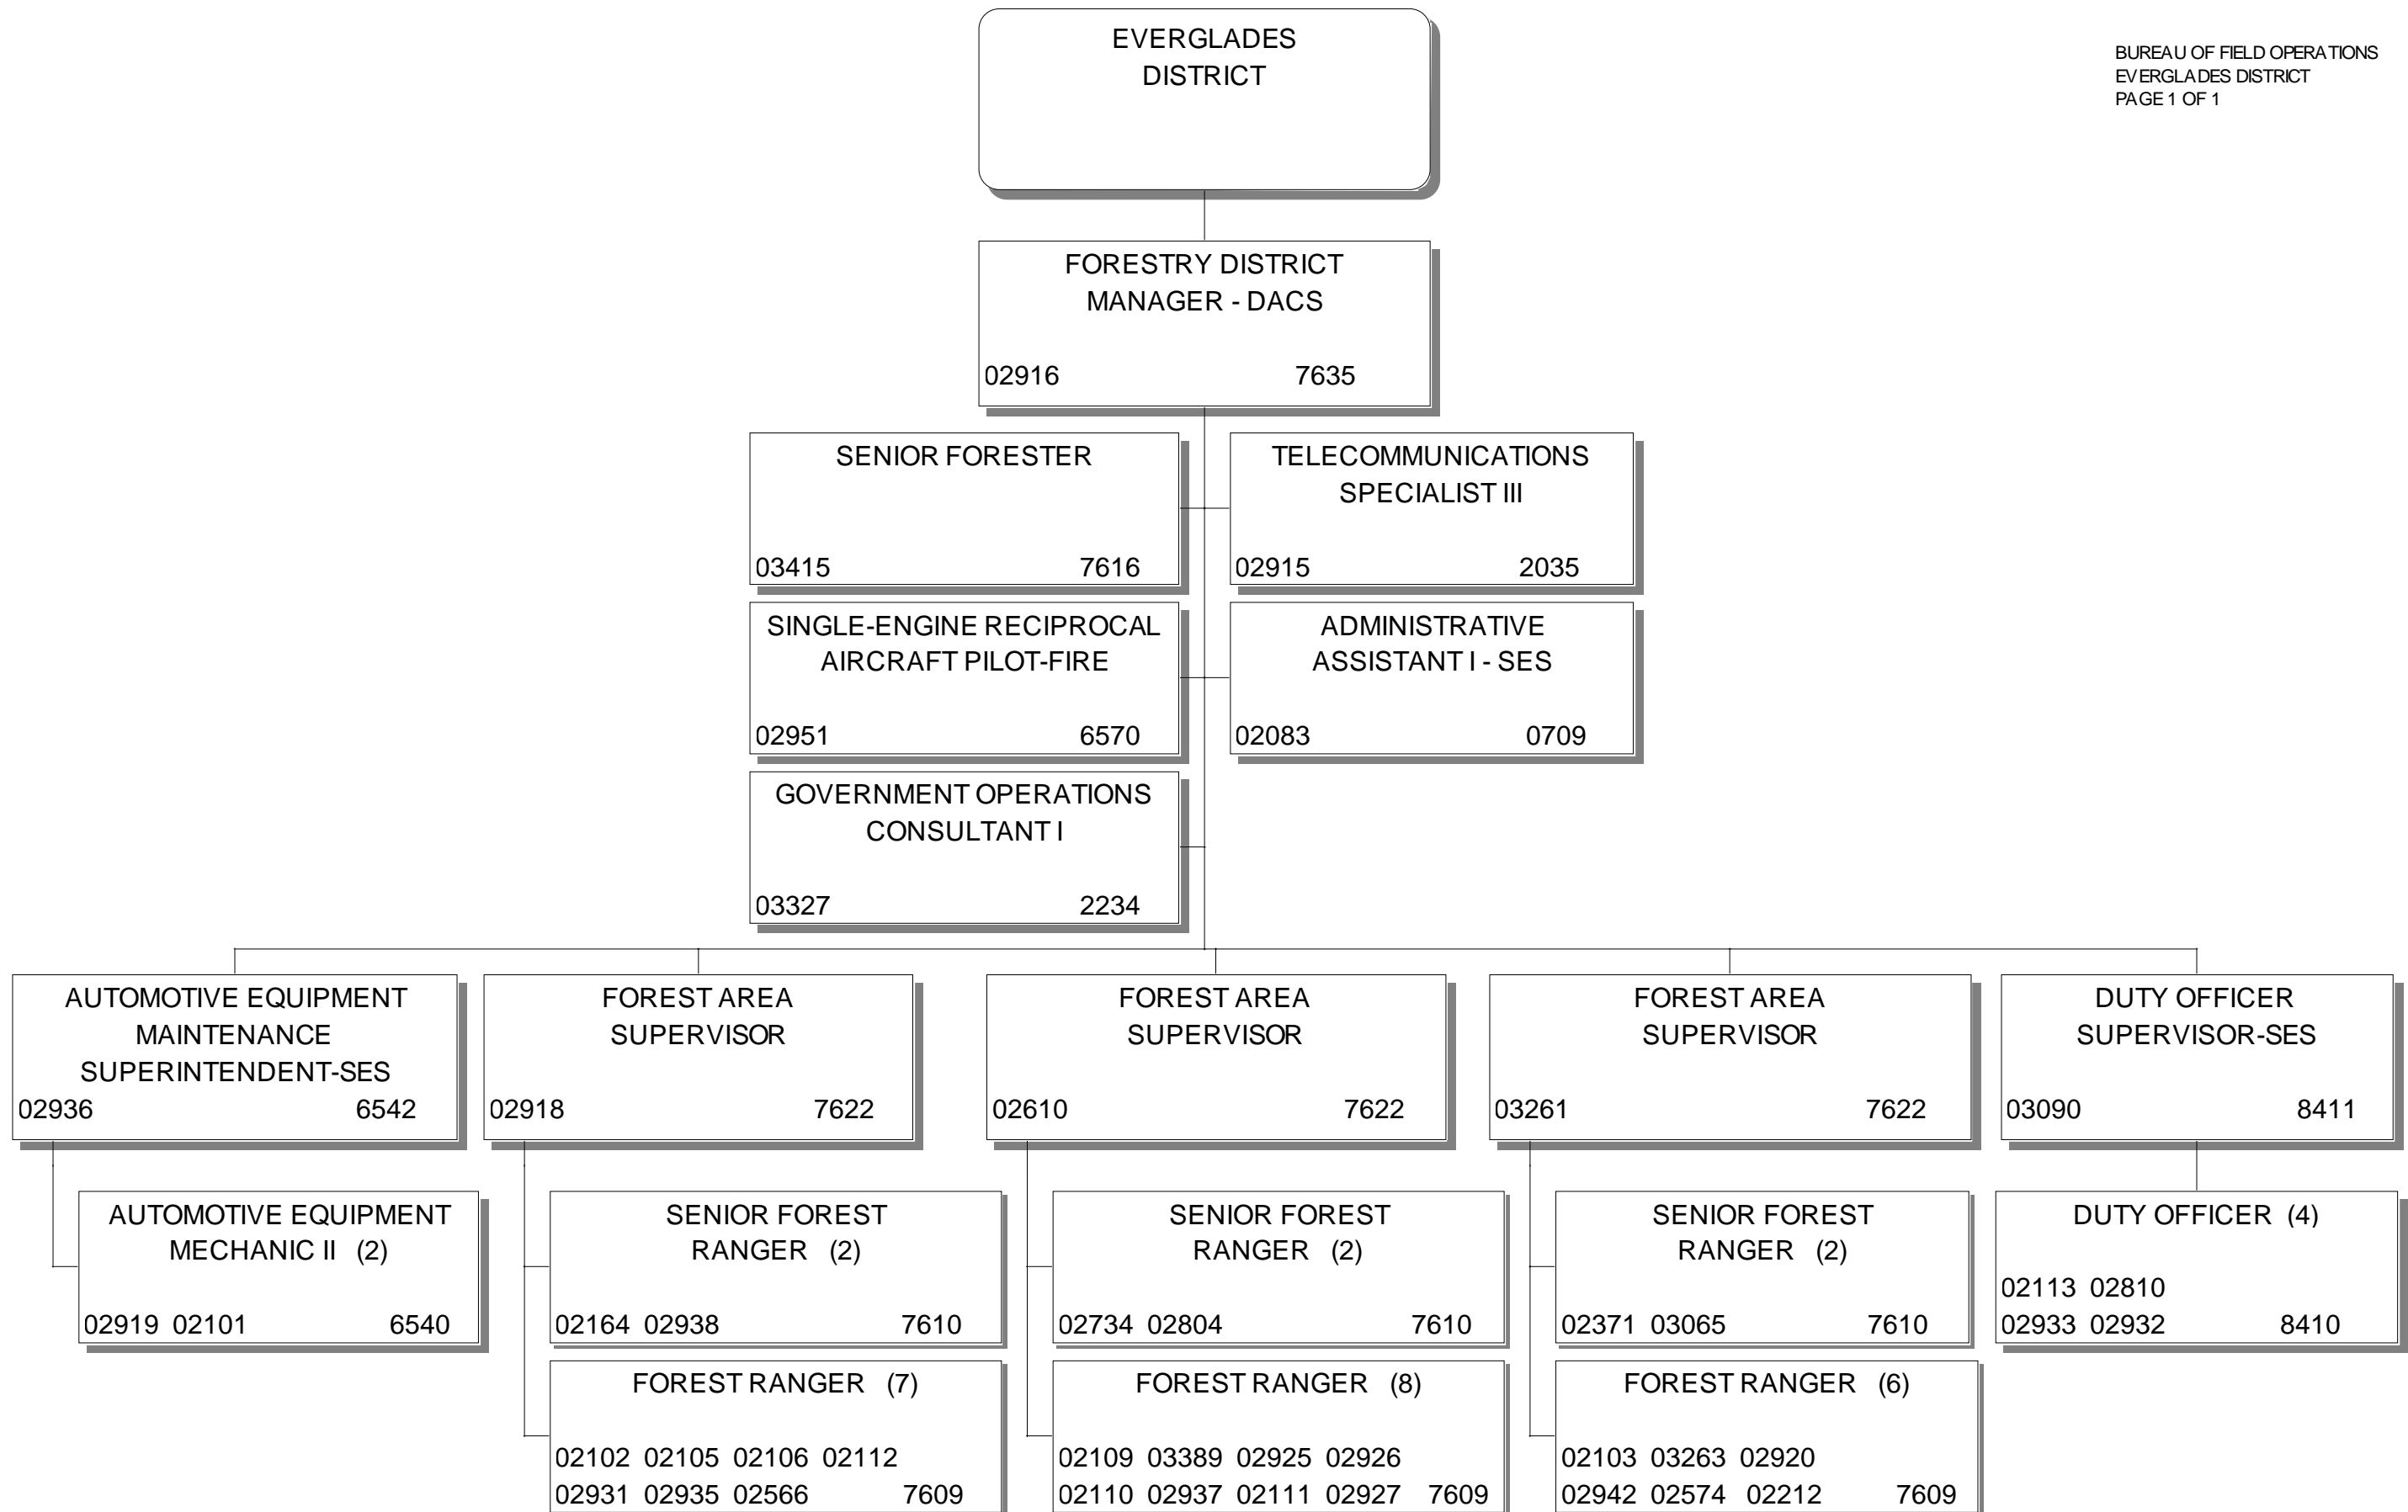 EVERGLADES
DISTRICT
BUREAU OF FIELD OPERATIONS
EVERGLADES DISTRICT
PAGE 1 OF 1
FORESTRY DISTRICT
MANAGER - DACS
02916 7635
SENIOR FORESTER
03415 7616
TELECOMMUNICATIONS
SPECIALIST III
02915 2035
SINGLE-ENGINE RECIPROCAL
AIRCRAFT PILOT-FIRE
02951 6570
ADMINISTRATIVE
ASSISTANT I - SES
02083 0709
GOVERNMENT OPERATIONS
CONSULTANT I
03327 2234
AUTOMOTIVE EQUIPMENT
MAINTENANCE
SUPERINTENDENT-SES
02936 6542
FOREST AREA
SUPERVISOR
02918 7622
FOREST AREA
SUPERVISOR
02610 7622
FOREST AREA
SUPERVISOR
03261 7622
DUTY OFFICER
SUPERVISOR-SES
03090 8411
AUTOMOTIVE EQUIPMENT
MECHANIC II (2)
02919 02101 6540
SENIOR FOREST
RANGER (2)
02164 02938 7610
SENIOR FOREST
RANGER (2)
02734 02804 7610
SENIOR FOREST
RANGER (2)
02371 03065 7610
DUTY OFFICER (4)
02113 02810
02933 02932 8410
FOREST RANGER (7)
02102 02105 02106 02112
02931 02935 02566 7609
FOREST RANGER (8)
02109 03389 02925 02926
02110 02937 02111 02927 7609
FOREST RANGER (6)
02103 03263 02920
02942 02574 02212 7609